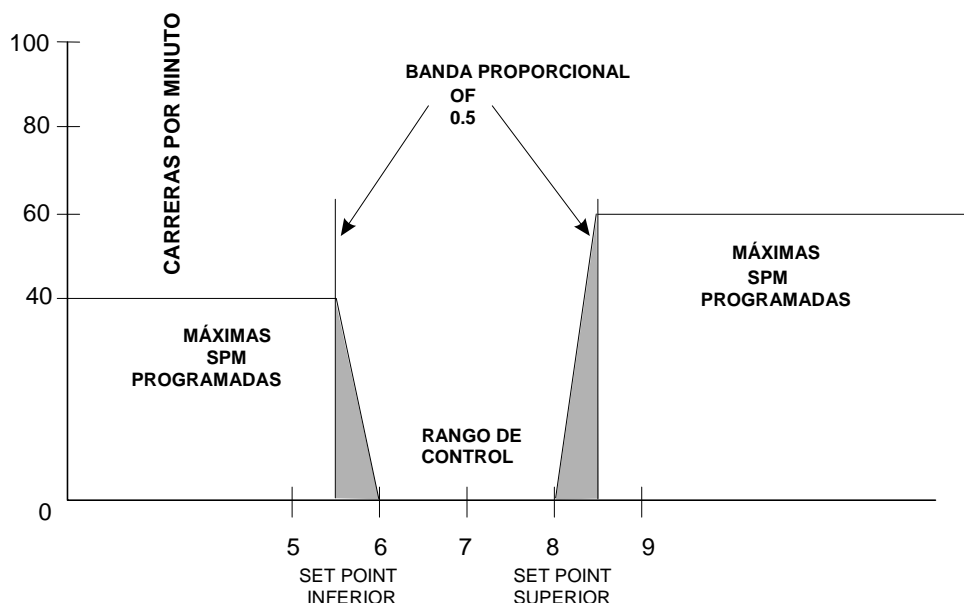 100
80
60
40
0
CARRERAS POR MINUTO
BANDA PROPORCIONAL
OF
0.5
MÁXIMAS
SPM
PROGRAMADAS
MÁXIMAS
SPM
PROGRAMADAS
RANGO DE
CONTROL
5 6 7 8 9
SET POINT
INFERIOR
SET POINT
SUPERIOR